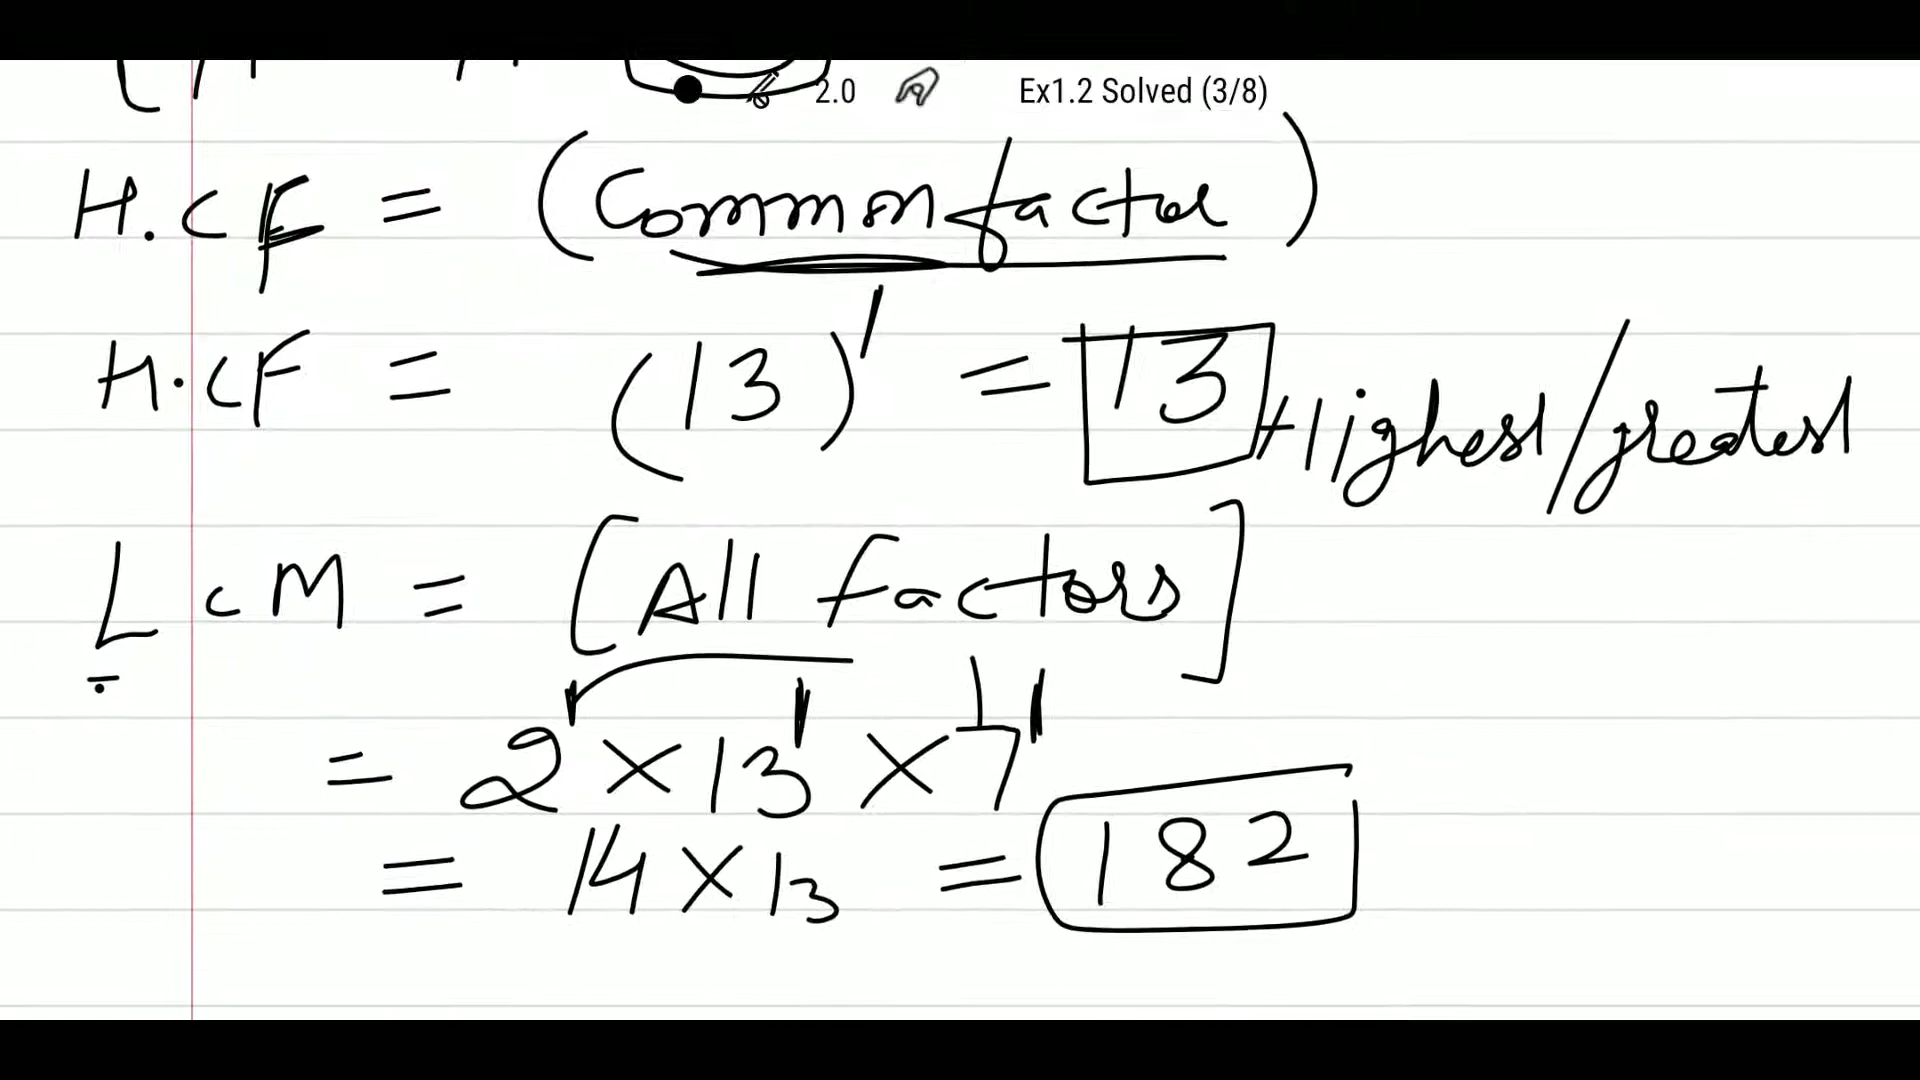 2.0 Ex1.2 Solved (3/8)
H.CF = (Common factor)
H.CF = (13)¹ = 13 Highest/greatest
LCM = [All factors]
= 2¹ × 13¹ × 7¹
= 14 × 13 = 182